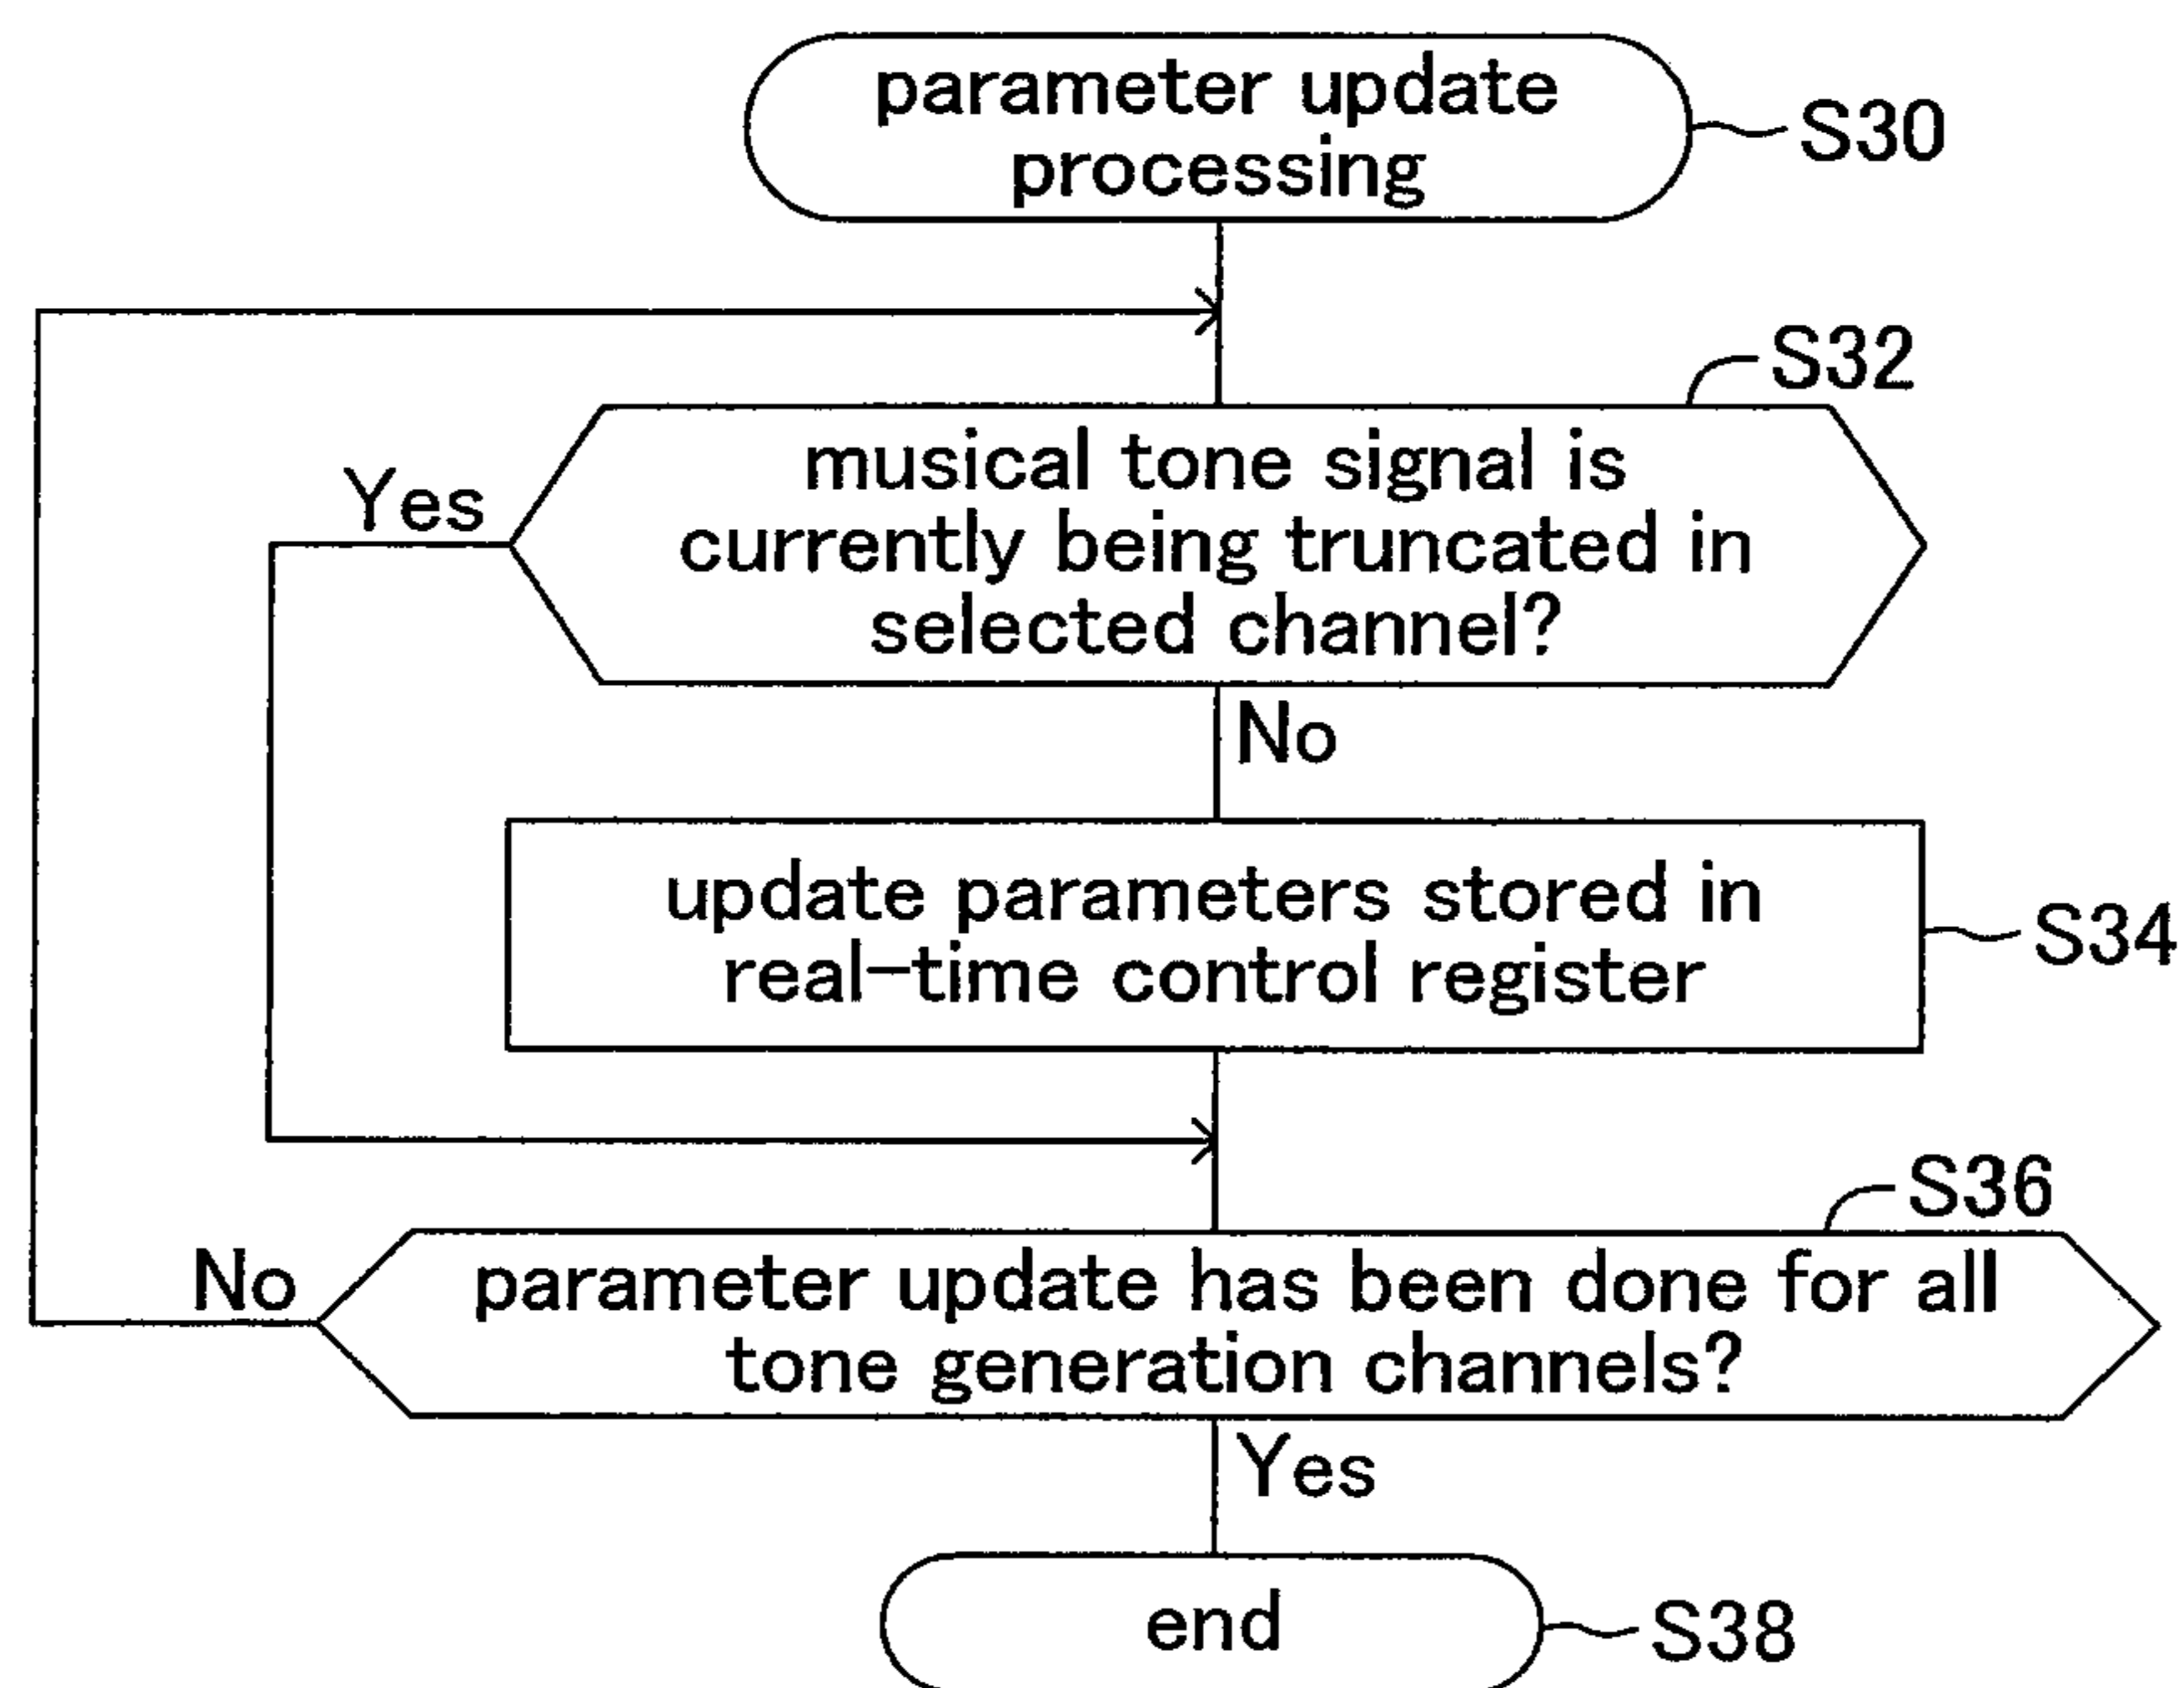 parameter update
processing
S30
S32
musical tone signal is
currently being truncated in
selected channel?
Yes
No
update parameters stored in
real-time control register
S34
S36
parameter update has been done for all
tone generation channels?
No
Yes
end
S38